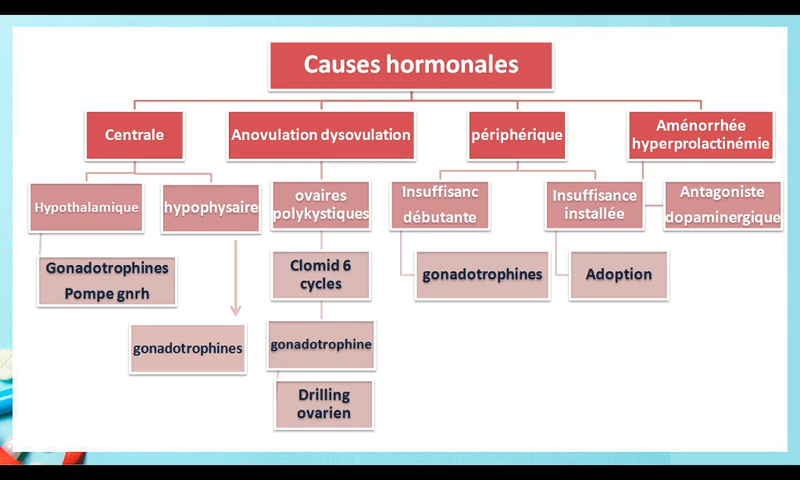 Causes hormonales
Centrale
Anovulation dysovulation
périphérique
Aménorrhée
hyperprolactinémie
Hypothalamique
hypophysaire
ovaires
polykystiques
Insuffisanc
débutante
Insuffisance
installée
Antagoniste
dopaminergique
Gonadotrophines
Pompe gnrh
Clomid 6
cycles
gonadotrophines
Adoption
gonadotrophines
gonadotrophine
Drilling
ovarien